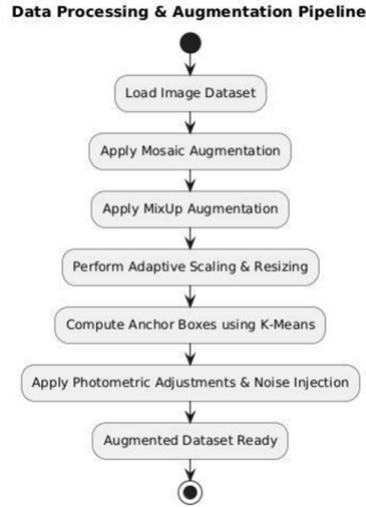 Data Processing & Augmentation Pipeline
Load Image Dataset
Apply Mosaic Augmentation
Apply MixUp Augmentation
Perform Adaptive Scaling & Resizing
Compute Anchor Boxes using K-Means
Apply Photometric Adjustments & Noise Injection
Augmented Dataset Ready